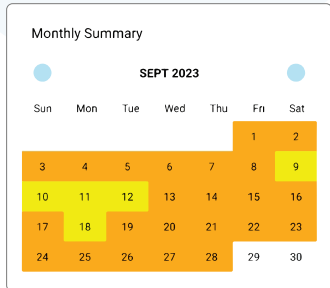 Monthly Summary
SEPT 2023
Sun Mon Tue Wed Thu Fri Sat
1 2
3 4 5 6 7 8 9
10 11 12 13 14 15 16
17 18 19 20 21 22 23
24 25 26 27 28 29 30